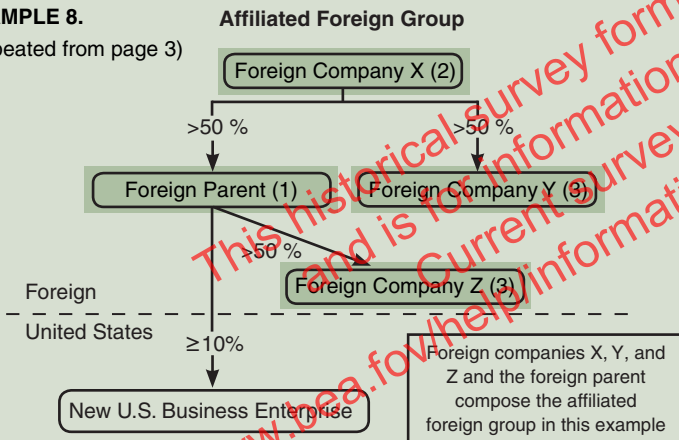 AMPLE 8.
Affiliated Foreign Group
peated from page 3)
Foreign Company X (2)
>50 %
>50 %
Foreign Parent (1)
Foreign Company Y (3)
>50 %
Foreign Company Z (3)
Foreign
United States
≥10%
New U.S. Business Enterprise
Foreign companies X, Y, and
Z and the foreign parent
compose the affiliated
foreign group in this example
This historical survey form
and is for information
Current survey
www.bea.fov/help/informati